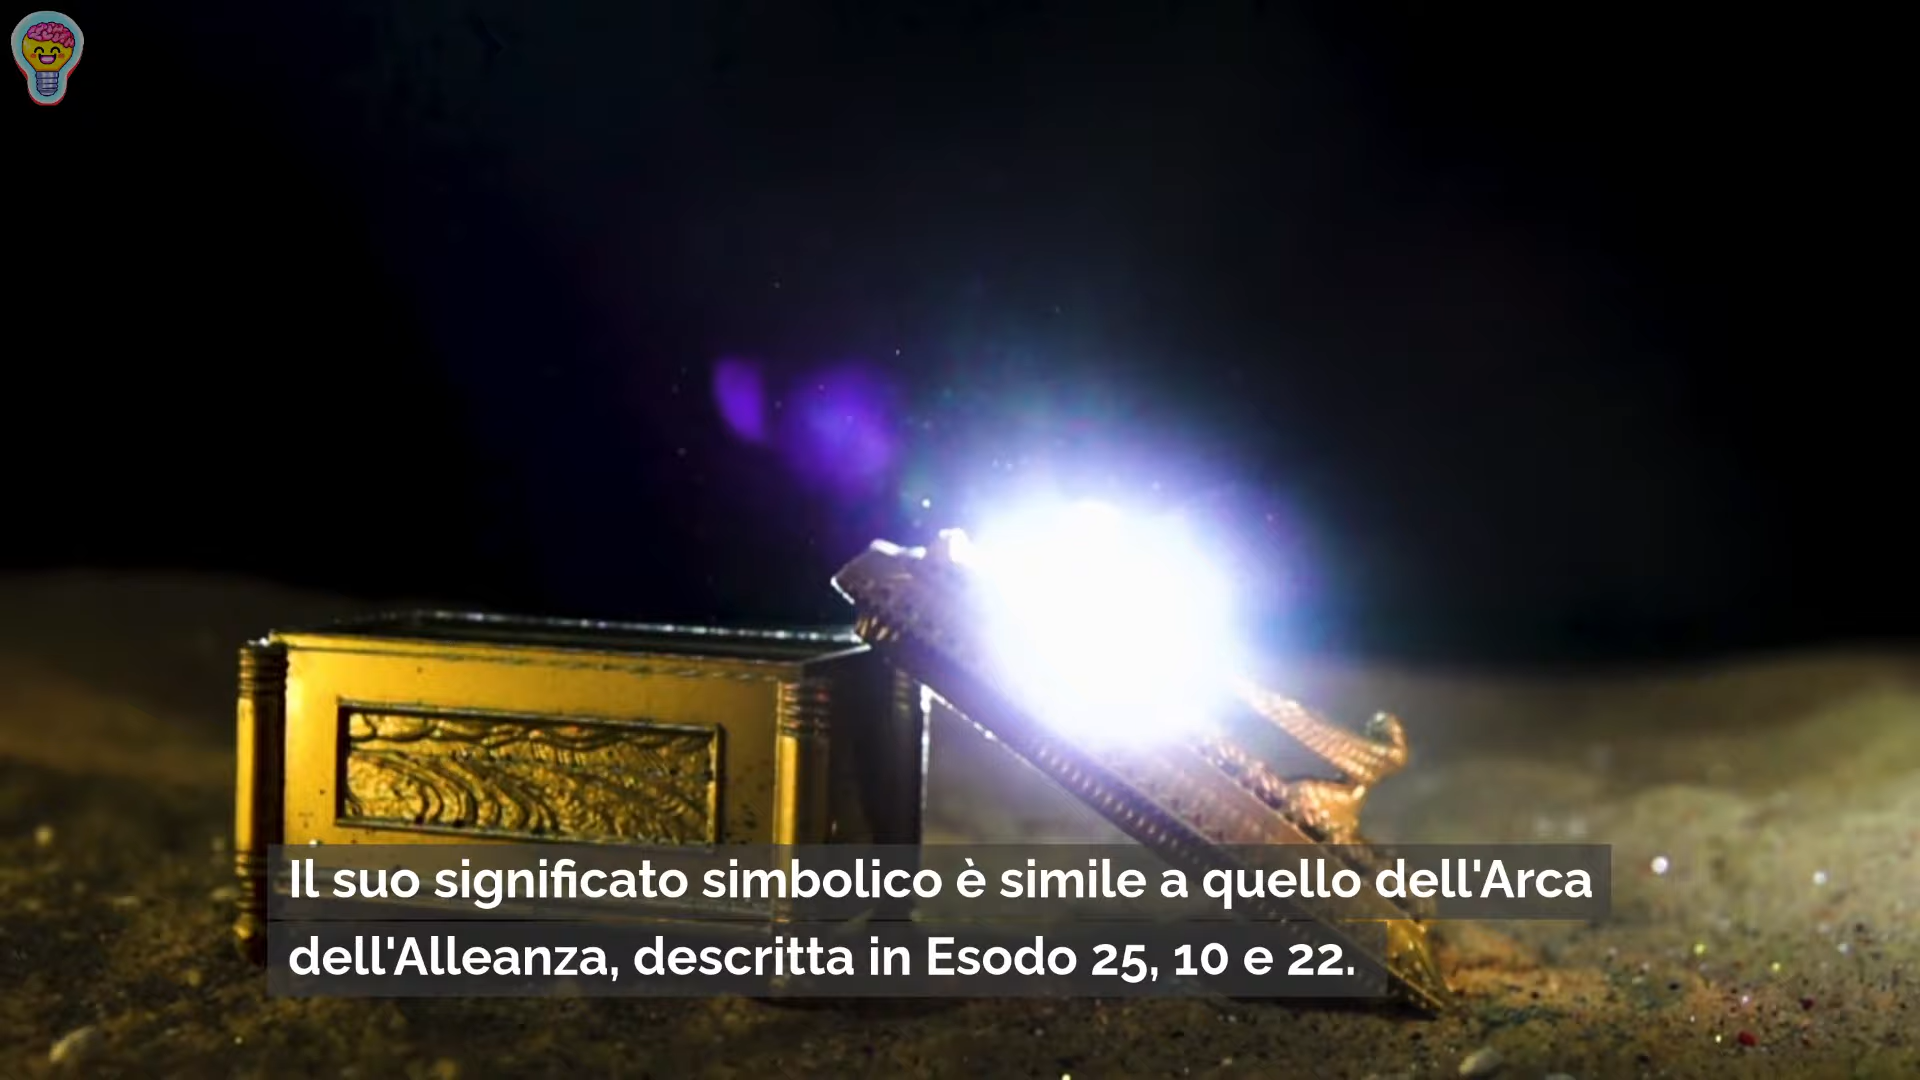 Il suo significato simbolico è simile a quello dell'Arca
dell'Alleanza, descritta in Esodo 25, 10 e 22.